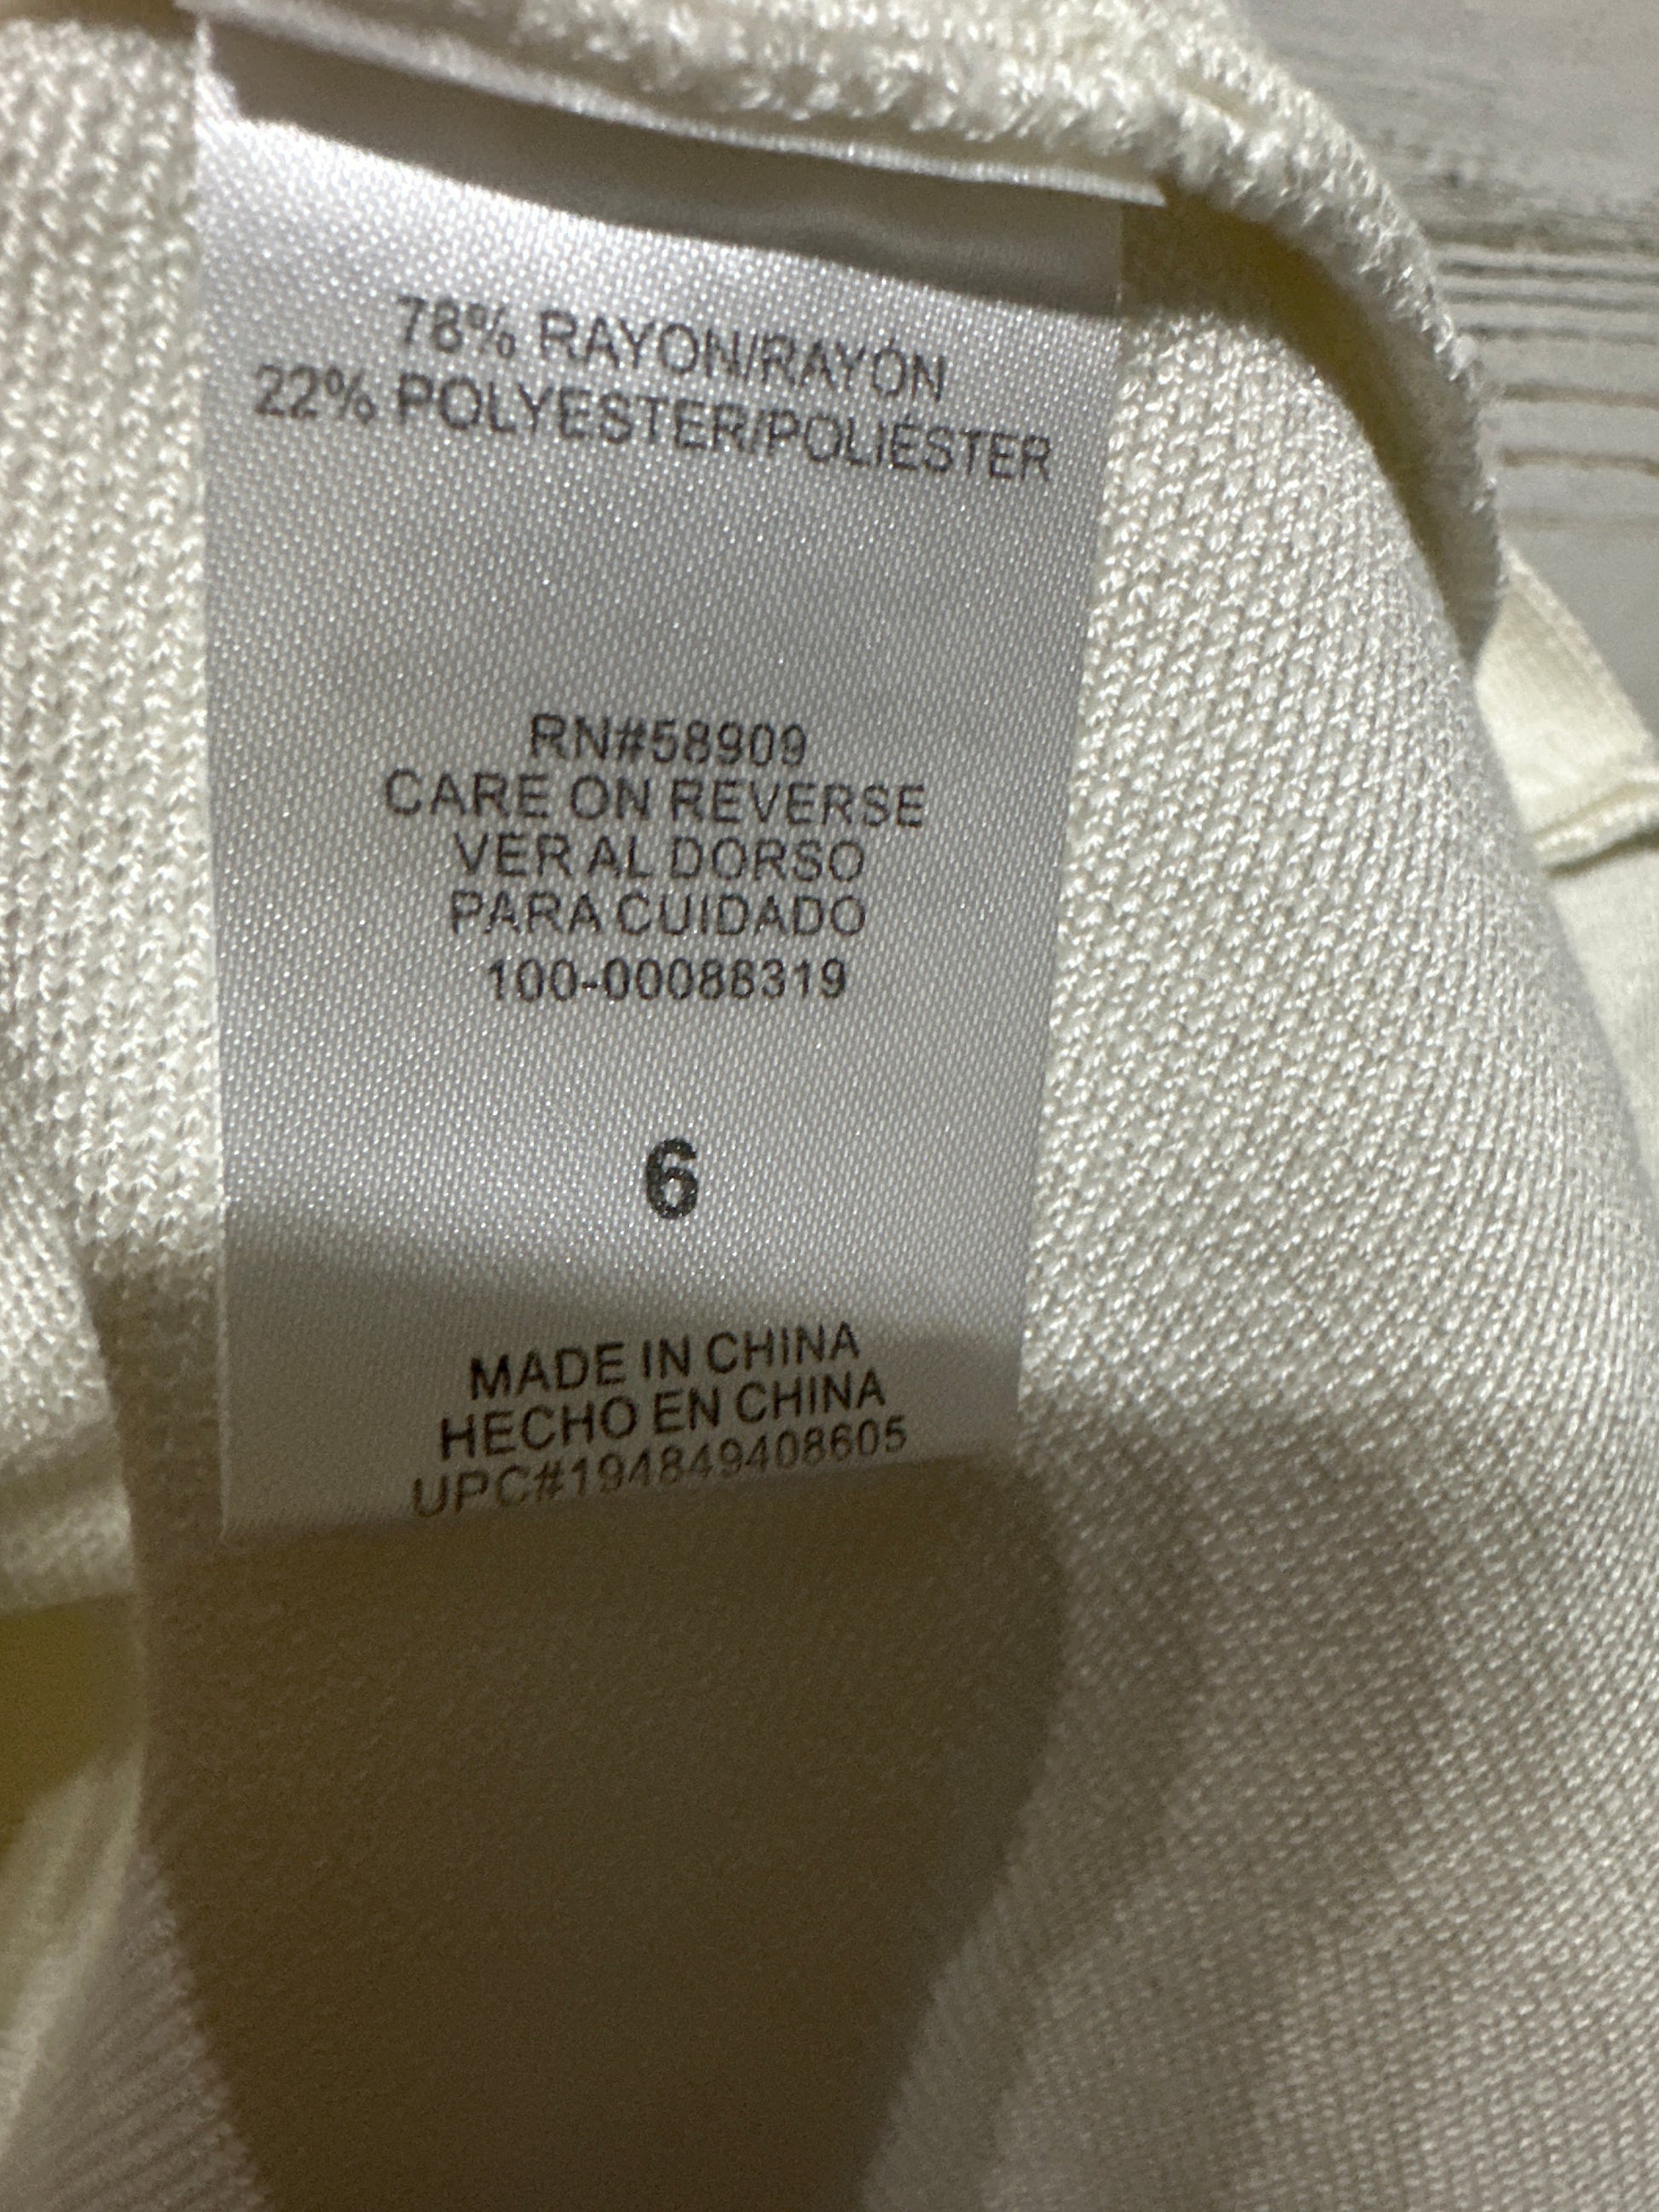 78% RAYON/RAYÓN
22% POLYESTER/POLIÉSTER
RN#58909
CARE ON REVERSE
VER AL DORSO
PARA CUIDADO
100-00088319
6
MADE IN CHINA
HECHO EN CHINA
UPC#194849408605